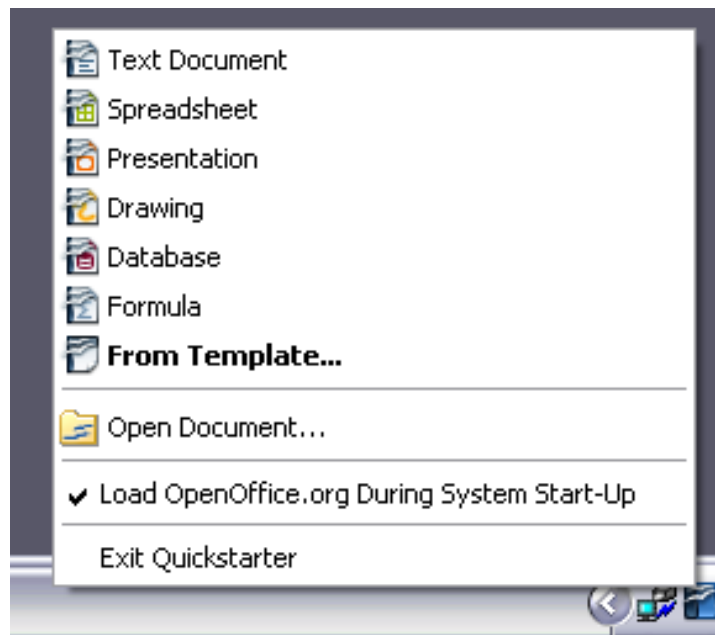 Text Document
Spreadsheet
Presentation
Drawing
Database
Formula
From Template...
Open Document...
Load OpenOffice.org During System Start-Up
Exit Quickstarter